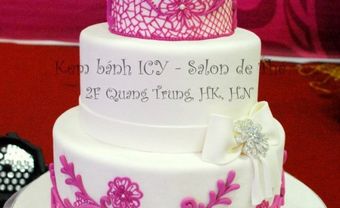 Kem bánh ICY - Salon de
2F Quang Trung, HK, HN